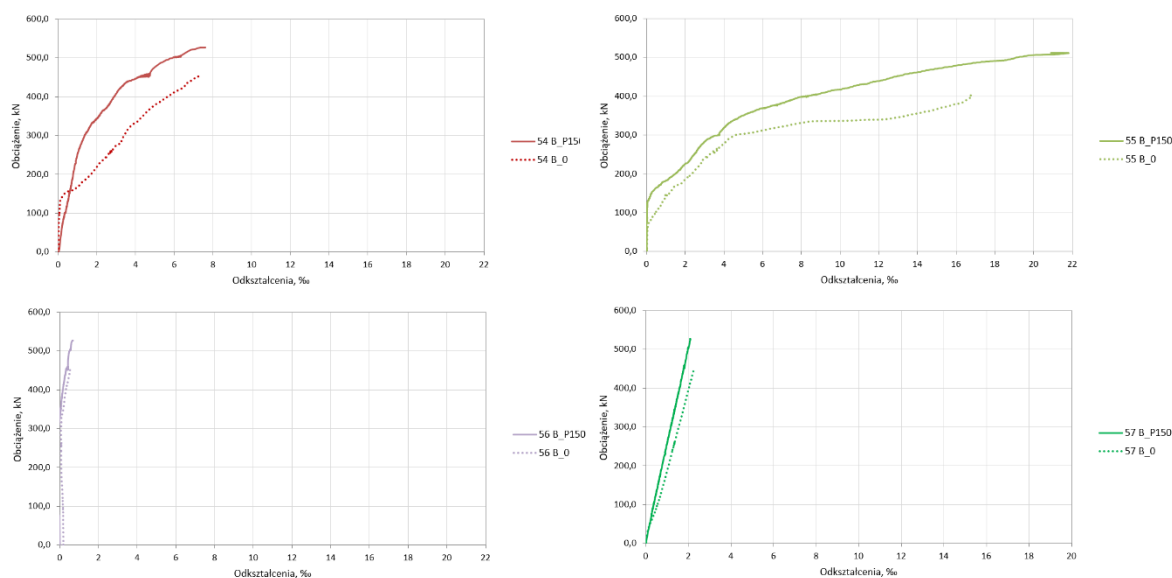 600,0
500,0
400,0
300,0
200,0
100,0
0,0
Obciążenie, kN
0 2 4 6 8 10 12 14 16 18 20 22
Odkształcenia, ‰
54 B_P150
54 B_0
600,0
500,0
400,0
300,0
200,0
100,0
0,0
Obciążenie, kN
0 2 4 6 8 10 12 14 16 18 20 22
Odkształcenia, ‰
55 B_P150
55 B_0
600,0
500,0
400,0
300,0
200,0
100,0
0,0
Obciążenie, kN
0 2 4 6 8 10 12 14 16 18 20 22
Odkształcenia, ‰
56 B_P150
56 B_0
600,0
500,0
400,0
300,0
200,0
100,0
0,0
Obciążenie, kN
0 2 4 6 8 10 12 14 16 18 20
Odkształcenia, ‰
57 B_P150
57 B_0